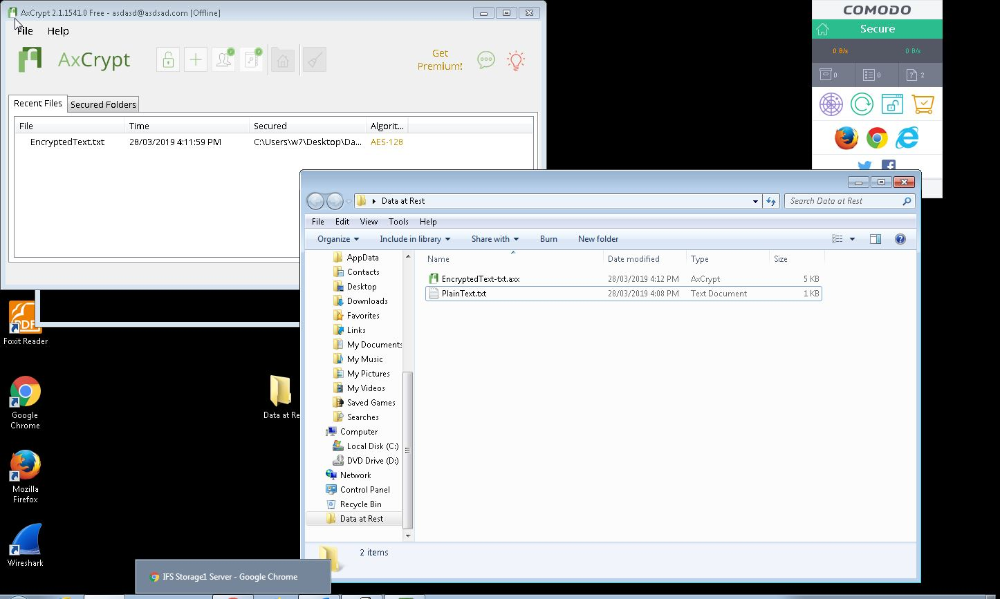 AxCrypt 2.1.1541.0 Free - asdasd@asdsad.com [Offline]
File Help
AxCrypt
Get
Premium!
Recent Files Secured Folders
File Time Secured Algorit...
EncryptedText.txt 28/03/2019 4:11:59 PM C:\Users\w7\Desktop\Da... AES-128
COMODO
Secure
0 B/s 0 B/s
0 0 2
Data at Rest
Search Data at Rest
File Edit View Tools Help
Organize Include in library Share with Burn New folder
AppData
Contacts
Desktop
Downloads
Favorites
Links
My Documents
My Music
My Pictures
My Videos
Saved Games
Searches
Computer
Local Disk (C:)
DVD Drive (D:)
Network
Control Panel
Recycle Bin
Data at Rest
Name Date modified Type Size
EncryptedText-txt.axx 28/03/2019 4:12 PM AxCrypt 5 KB
PlainText.txt 28/03/2019 4:08 PM Text Document 1 KB
2 items
PDF
Foxit Reader
Google
Chrome
Data at Re
Mozilla
Firefox
Wireshark
IFS Storage1 Server - Google Chrome